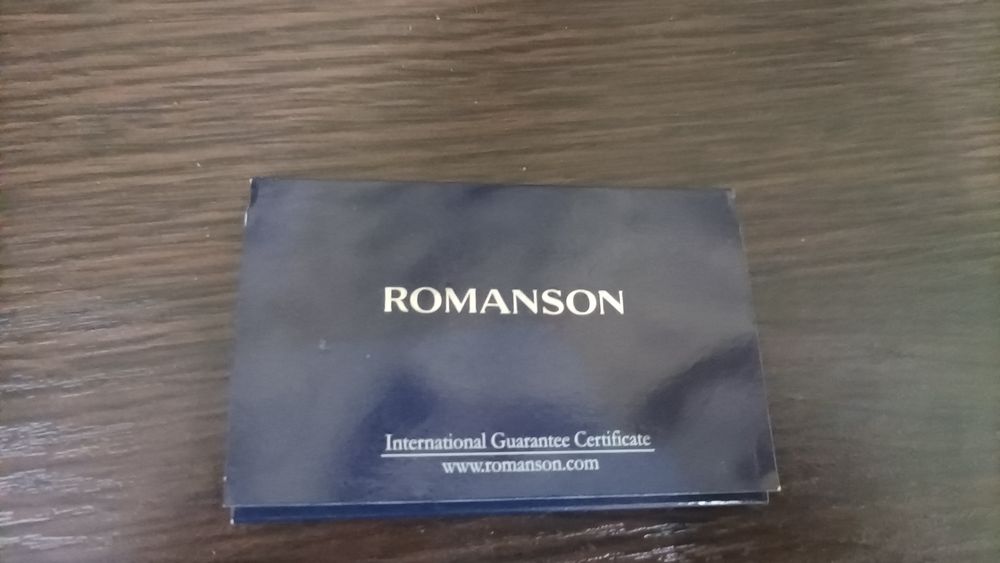 ROMANSON
International Guarantee Certificate
www.romanson.com